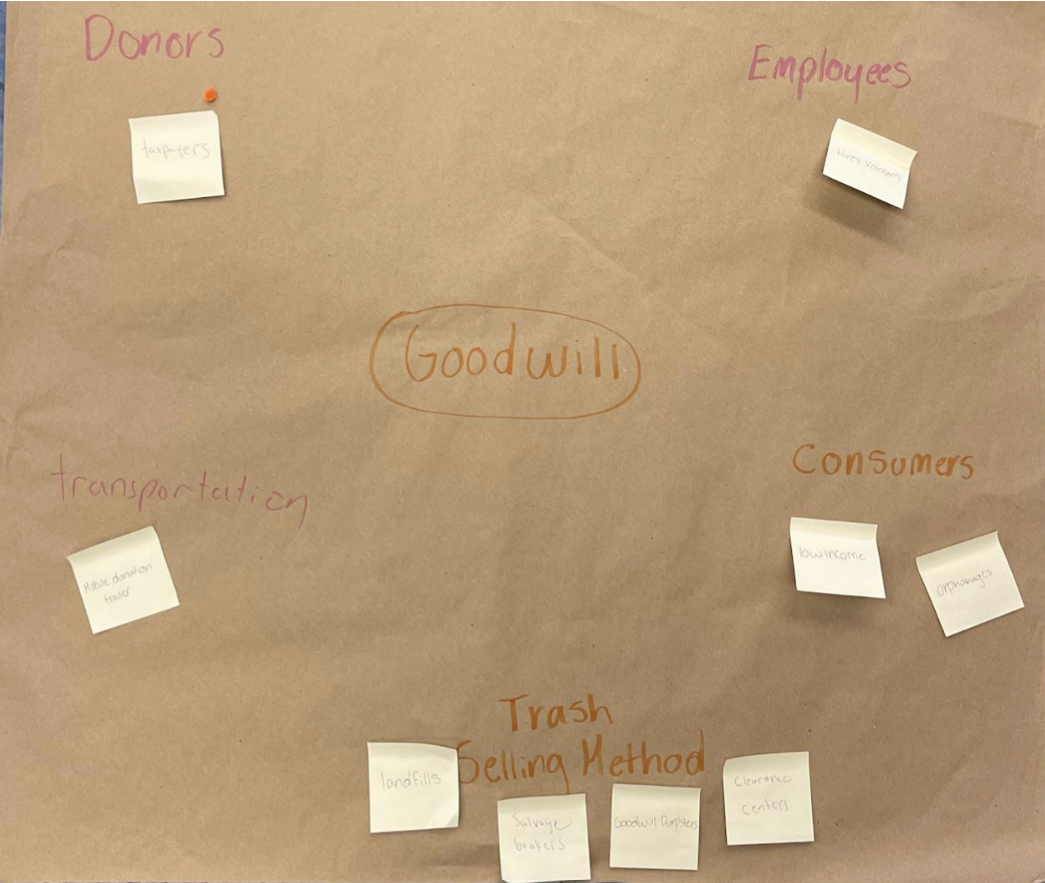 Donors
taxpayers
Employees
Hires Veterans
Goodwill
transportation
Mobile donation
trailer
Consumers
low income
orphanages
Trash
Selling Method
landfills
Salvage
brokers
Goodwill Dumpsters
Clearance
centers